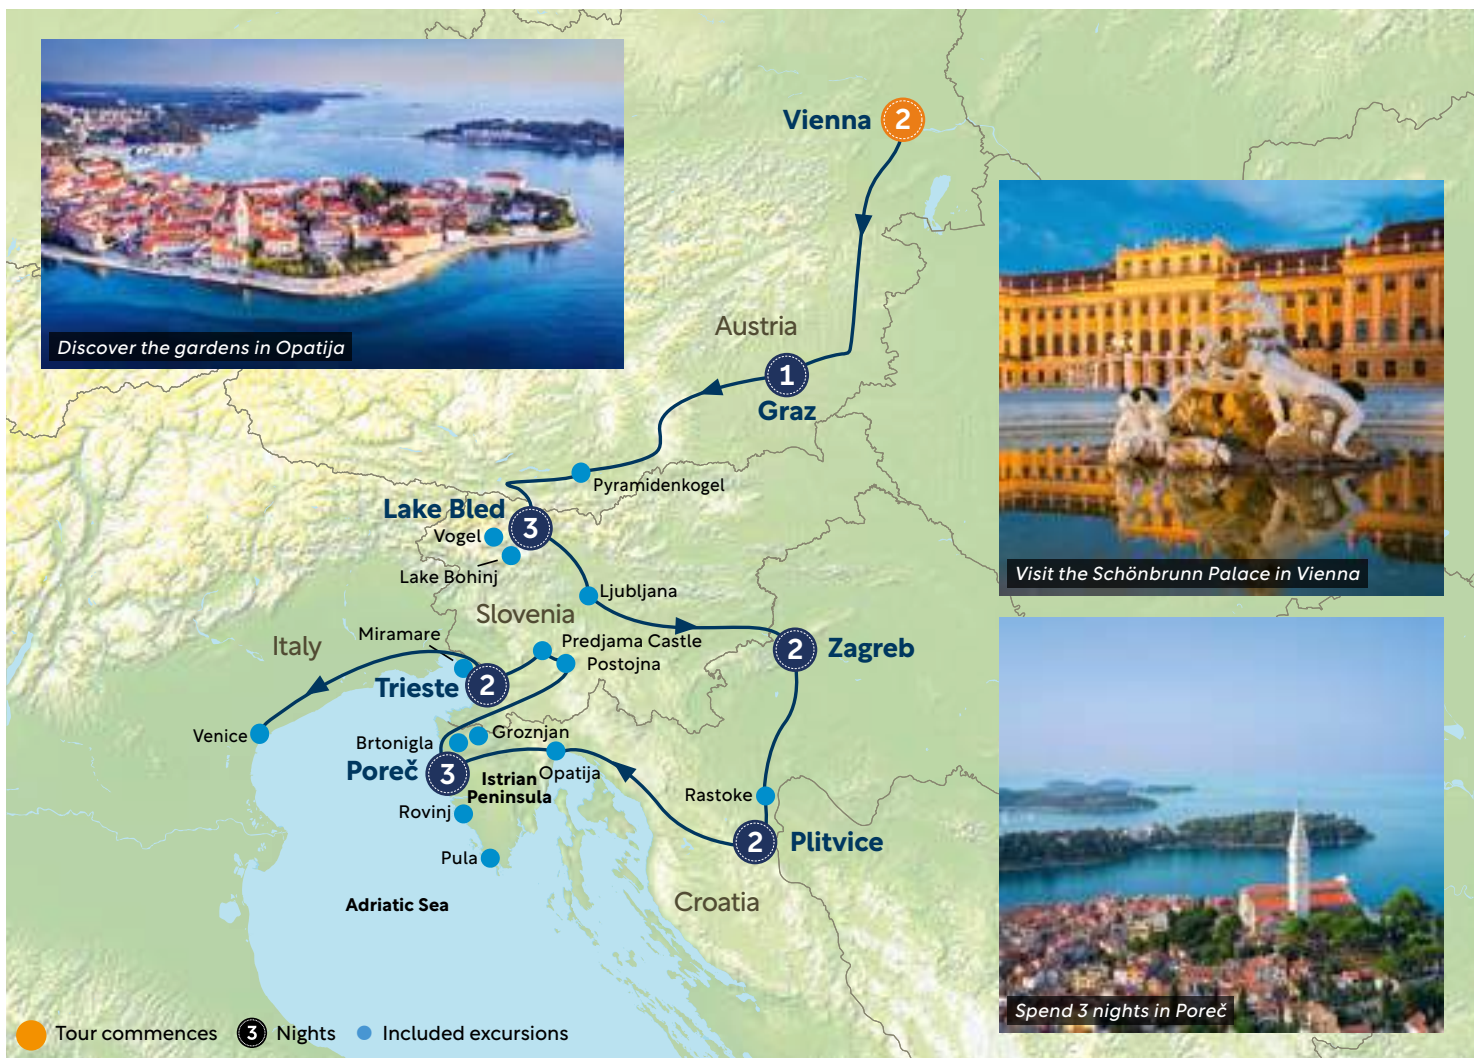 Discover the gardens in Opatija
Vienna 2
Austria
1
Graz
Pyramidenkogel
Visit the Schönbrunn Palace in Vienna
Lake Bled
3
Vogel
Lake Bohinj
Ljubljana
Slovenia
Italy
Miramare
Predjama Castle
Postojna
2 Zagreb
Trieste 2
Venice
Brtonigla
Groznjan
Poreč 3
Istrian
Peninsula
Opatija
Rastoke
Rovinj
2 Plitvice
Pula
Adriatic Sea
Croatia
Spend 3 nights in Poreč
Tour commences 3 Nights Included excursions